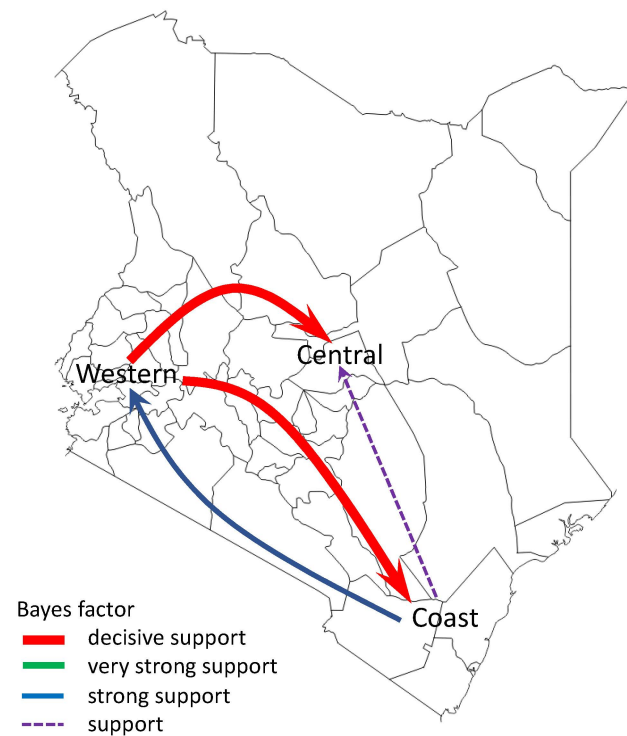 Central
Western
Coast
Bayes factor
decisive support
very strong support
strong support
support